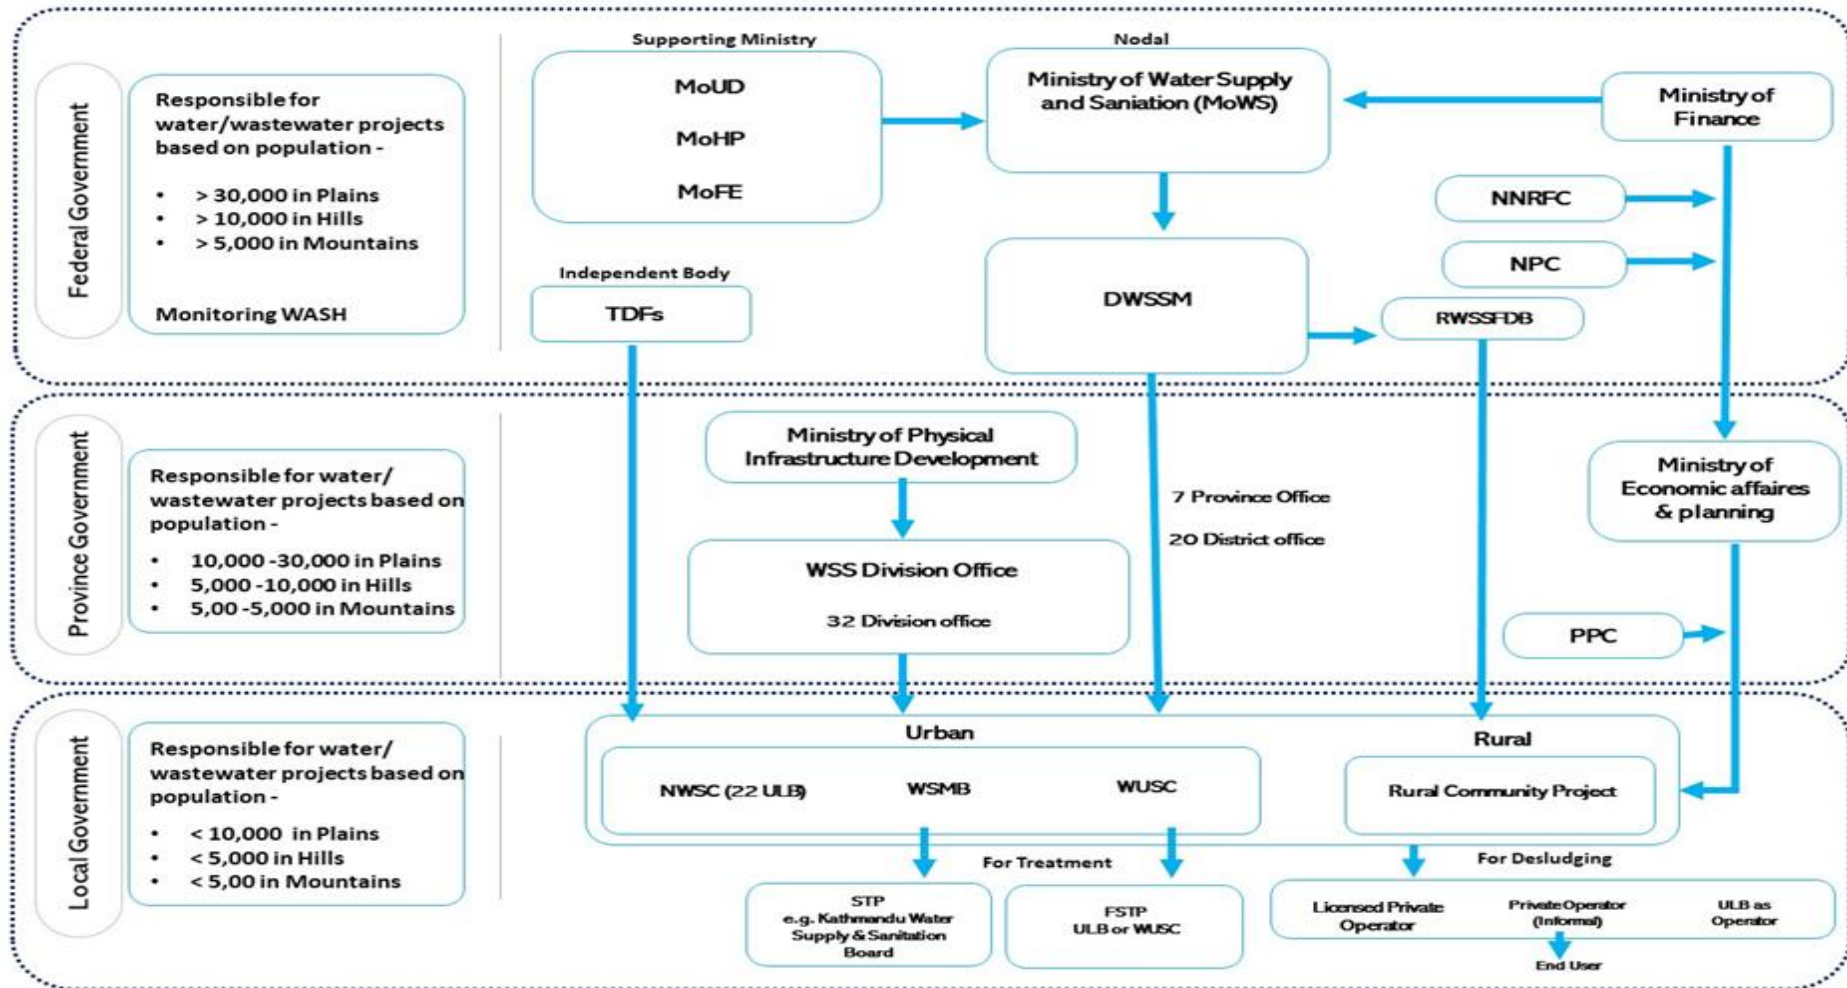 Federal Government
Responsible for
water/wastewater projects
based on population -
• > 30,000 in Plains
• > 10,000 in Hills
• > 5,000 in Mountains
Monitoring WASH
Supporting Ministry
MoUD
MoHP
MoFE
Nodal
Ministry of Water Supply
and Saniation (MoWS)
Ministry of
Finance
NNRFC
NPC
Independent Body
TDFs
DWSSM
RWSSFDB
Province Government
Responsible for water/
wastewater projects based on
population -
• 10,000 -30,000 in Plains
• 5,000 -10,000 in Hills
• 5,00 -5,000 in Mountains
Ministry of Physical
Infrastructure Development
WSS Division Office
32 Division office
7 Province Office
20 District office
Ministry of
Economic affaires
& planning
PPC
Local Government
Responsible for water/
wastewater projects based on
population -
• < 10,000 in Plains
• < 5,000 in Hills
• < 5,00 in Mountains
Urban
NWSC (22 ULB)
WSMB
WUSC
Rural
Rural Community Project
For Treatment
For Desludging
STP
e.g. Kathmandu Water
Supply & Sanitation
Board
FSTP
ULB or WUSC
Licensed Private
Operator
Private Operator
(Informal)
ULB as
Operator
End User